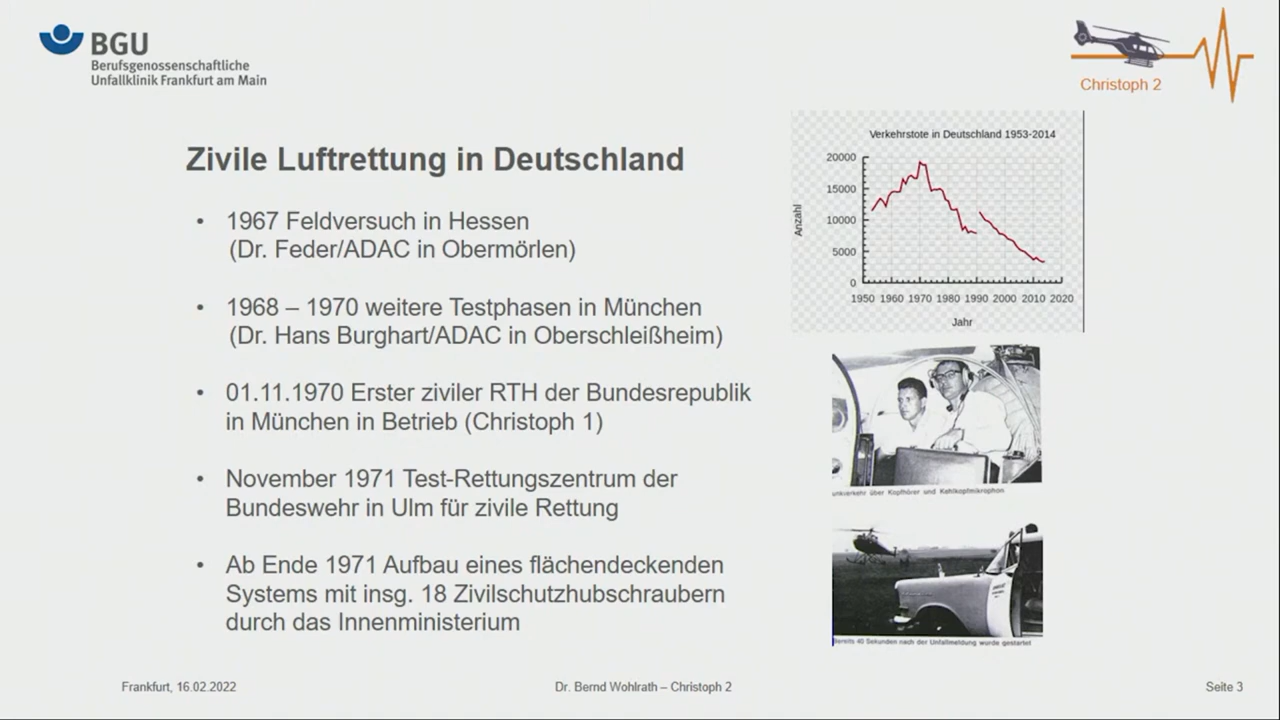 BGU
Berufsgenossenschaftliche
Unfallklinik Frankfurt am Main
Christoph 2
Zivile Luftrettung in Deutschland
• 1967 Feldversuch in Hessen
(Dr. Feder/ADAC in Obermörlen)
• 1968 – 1970 weitere Testphasen in München
(Dr. Hans Burghart/ADAC in Oberschleißheim)
• 01.11.1970 Erster ziviler RTH der Bundesrepublik
in München in Betrieb (Christoph 1)
• November 1971 Test-Rettungszentrum der
Bundeswehr in Ulm für zivile Rettung
• Ab Ende 1971 Aufbau eines flächendeckenden
Systems mit insg. 18 Zivilschutzhubschraubern
durch das Innenministerium
Verkehrstote in Deutschland 1953-2014
Anzahl
20000
15000
10000
5000
0
1950 1960 1970 1980 1990 2000 2010 2020
Jahr
unkverkehr über Kopfhörer und Kehlkopfmikrophon
Bereits 40 Sekunden nach der Unfallmeldung wurde gestartet
Frankfurt, 16.02.2022
Dr. Bernd Wohlrath – Christoph 2
Seite 3